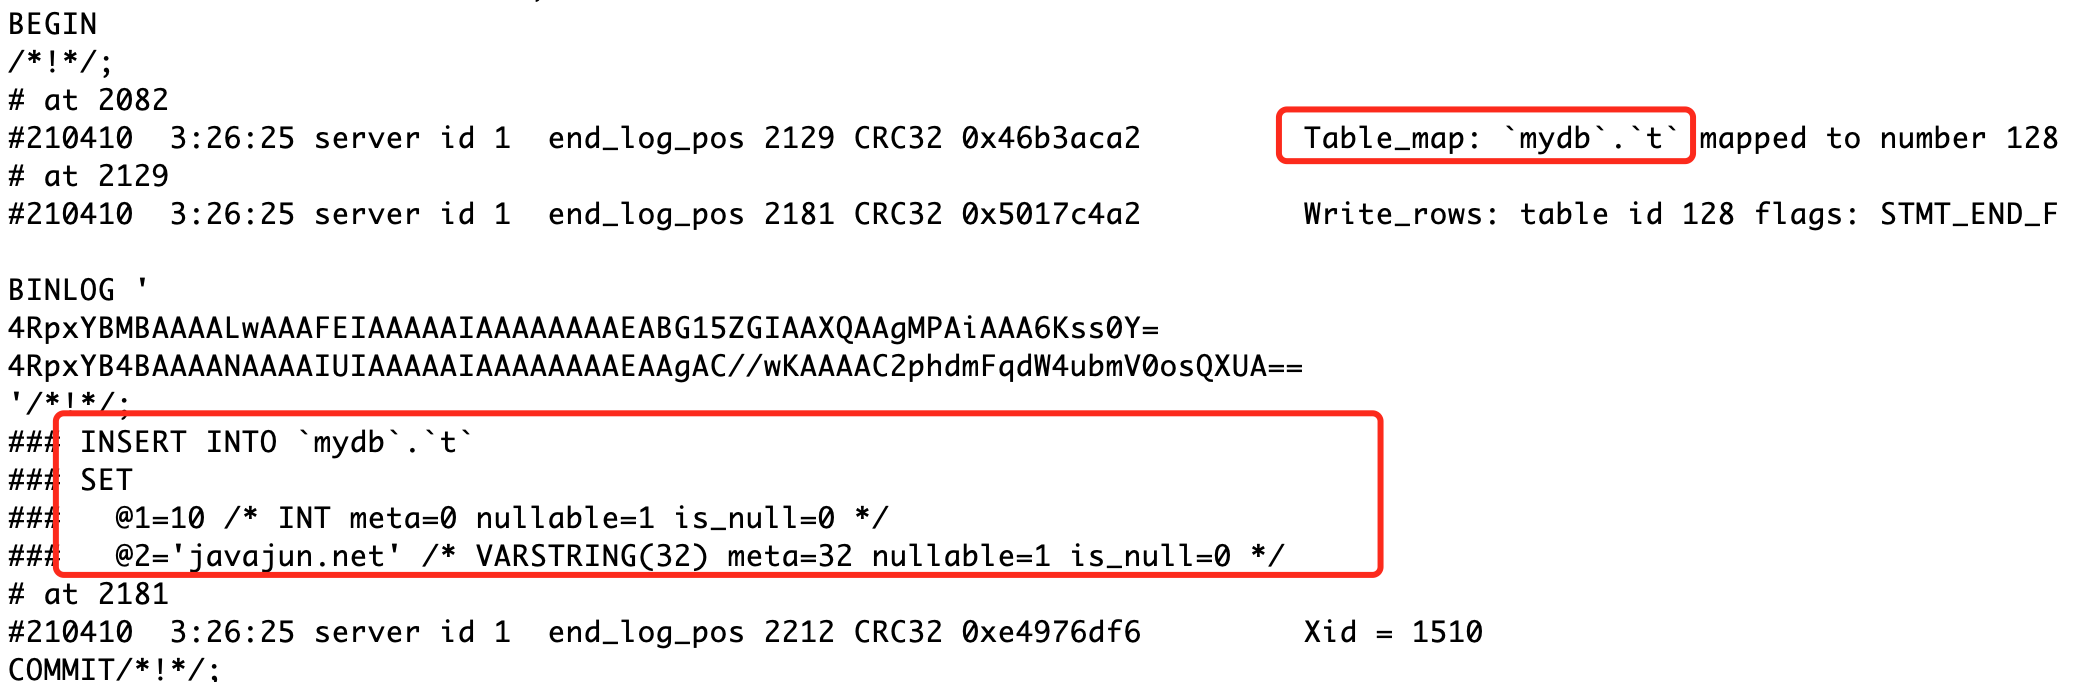 BEGIN
/*!*/;
# at 2082
#210410  3:26:25 server id 1  end_log_pos 2129 CRC32 0x46b3aca2         Table_map: `mydb`.`t` mapped to number 128
# at 2129
#210410  3:26:25 server id 1  end_log_pos 2181 CRC32 0x5017c4a2         Write_rows: table id 128 flags: STMT_END_F
BINLOG '
4RpxYBMBAAAALwAAAFEIAAAAAIAAAAAAAAEABG15ZGIAAXQAAgMPAiAAA6Kss0Y=
4RpxYB4BAAAANAAAAIUIAAAAAIAAAAAAAAEAAgAC//wKAAAAC2phdmFqdW4ubmV0osQXUA==
'/*!*/;
### INSERT INTO `mydb`.`t`
### SET
###   @1=10 /* INT meta=0 nullable=1 is_null=0 */
###   @2='javajun.net' /* VARSTRING(32) meta=32 nullable=1 is_null=0 */
# at 2181
#210410  3:26:25 server id 1  end_log_pos 2212 CRC32 0xe4976df6         Xid = 1510
COMMIT/*!*/;